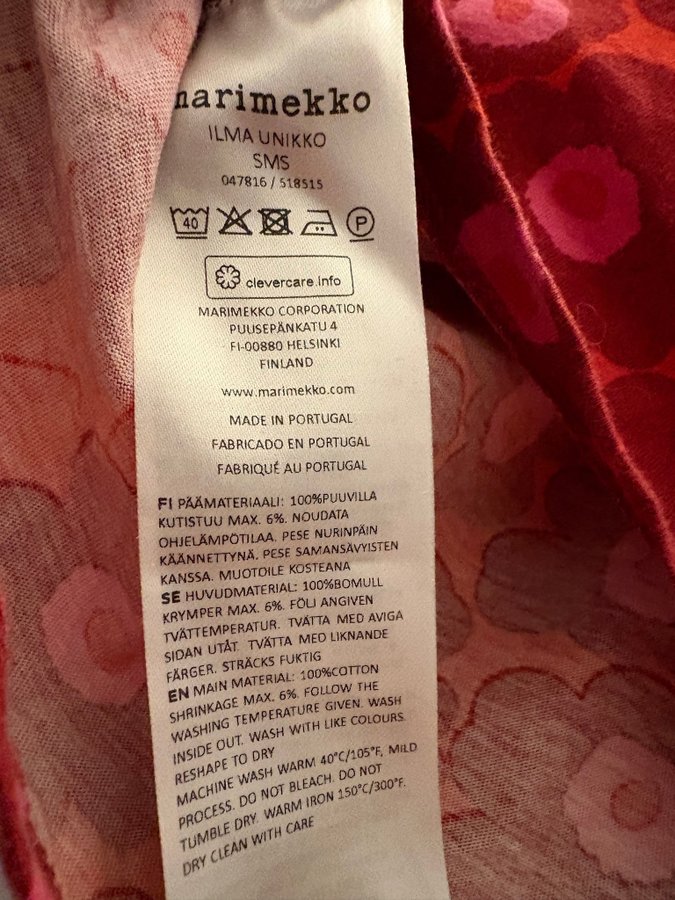 marimekko
ILMA UNIKKO
SMS
047816 / 518515
40 P
clevercare.info
MARIMEKKO CORPORATION
PUUSEPÄNKATU 4
FI-00880 HELSINKI
FINLAND
www.marimekko.com
MADE IN PORTUGAL
FABRICADO EN PORTUGAL
FABRIQUÉ AU PORTUGAL
FI PÄÄMATERIAALI: 100%PUUVILLA
KUTISTUU MAX. 6%. NOUDATA
OHJELÄMPÖTILAA. PESE NURINPÄIN
KÄÄNNETTYNÄ. PESE SAMANSÄVYISTEN
KANSSA. MUOTOILE KOSTEANA
SE HUVUDMATERIAL: 100%BOMULL
KRYMPER MAX. 6%. FÖLJ ANGIVEN
TVÄTTEMPERATUR. TVÄTTA MED AVIGA
SIDAN UTÅT. TVÄTTA MED LIKNANDE
FÄRGER. STRÄCKS FUKTIG
EN MAIN MATERIAL: 100%COTTON
SHRINKAGE MAX. 6%. FOLLOW THE
WASHING TEMPERATURE GIVEN. WASH
INSIDE OUT. WASH WITH LIKE COLOURS.
RESHAPE TO DRY
MACHINE WASH WARM 40°C/105°F, MILD
PROCESS. DO NOT BLEACH. DO NOT
TUMBLE DRY. WARM IRON 150°C/300°F.
DRY CLEAN WITH CARE